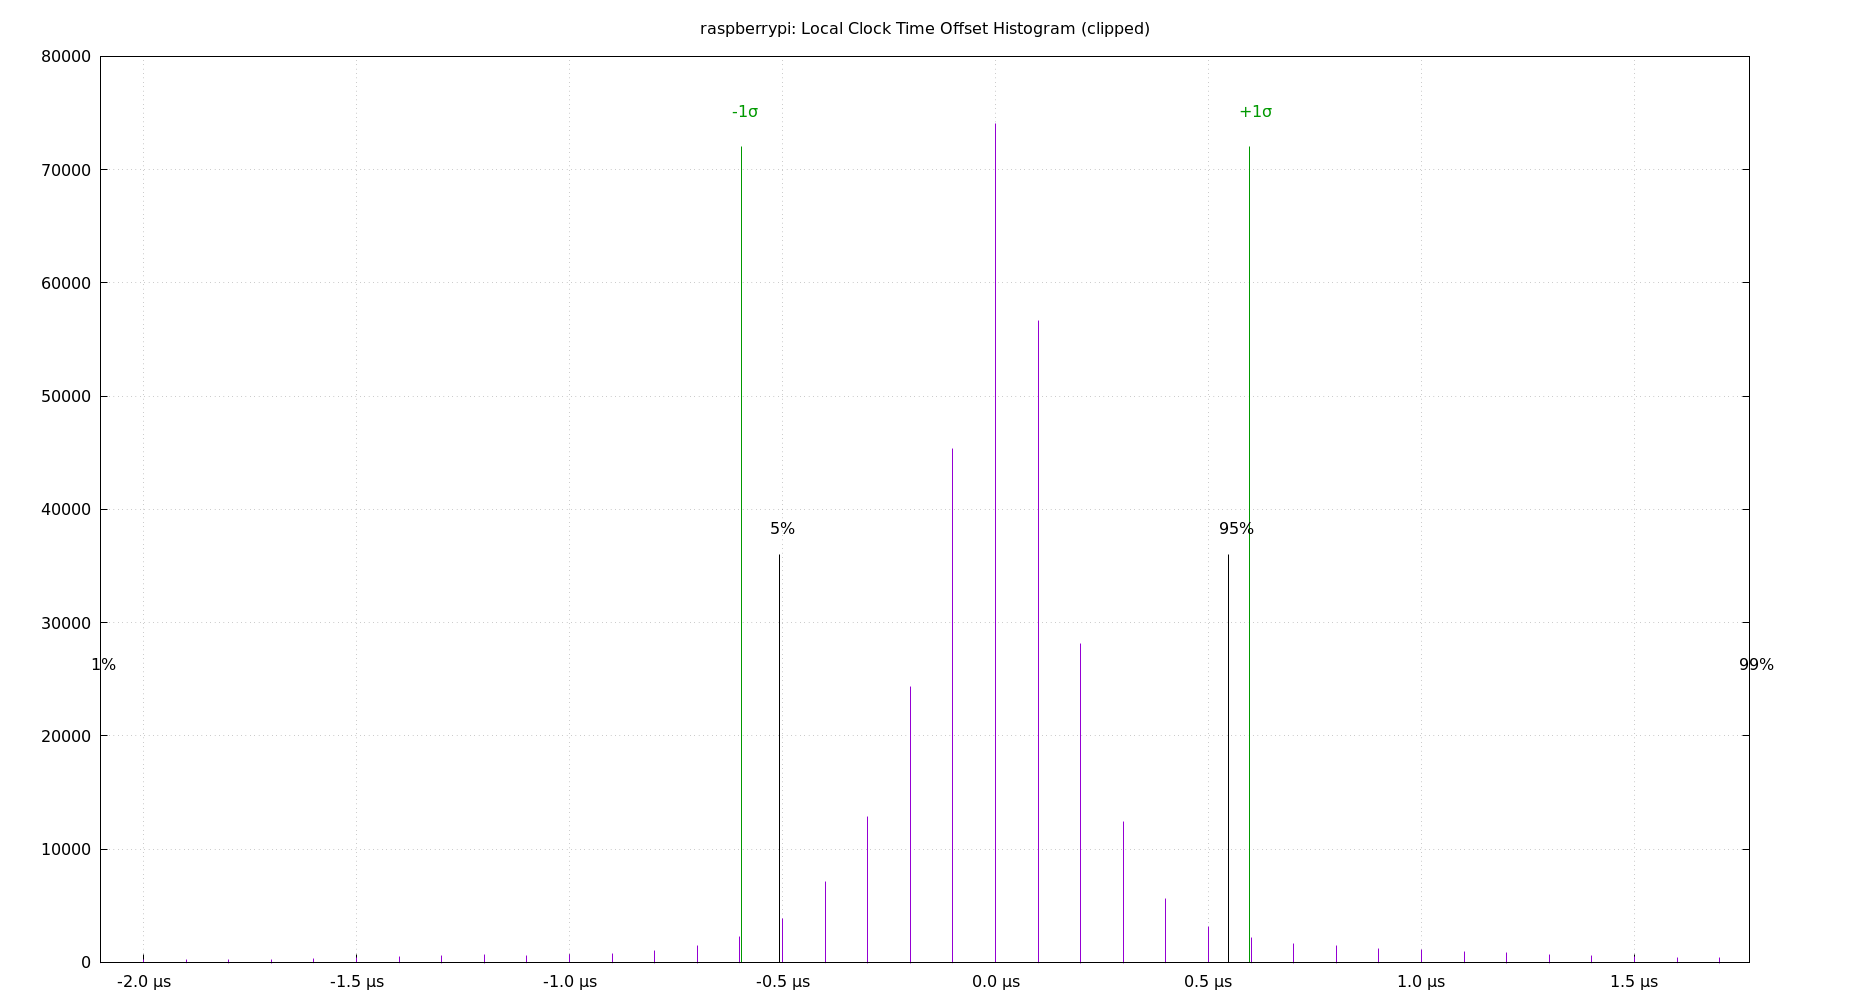 raspberrypi: Local Clock Time Offset Histogram (clipped)
80000
-1σ
+1σ
70000
60000
50000
40000
5%
95%
30000
1%
99%
20000
10000
0
-2.0 µs
-1.5 µs
-1.0 µs
-0.5 µs
0.0 µs
0.5 µs
1.0 µs
1.5 µs